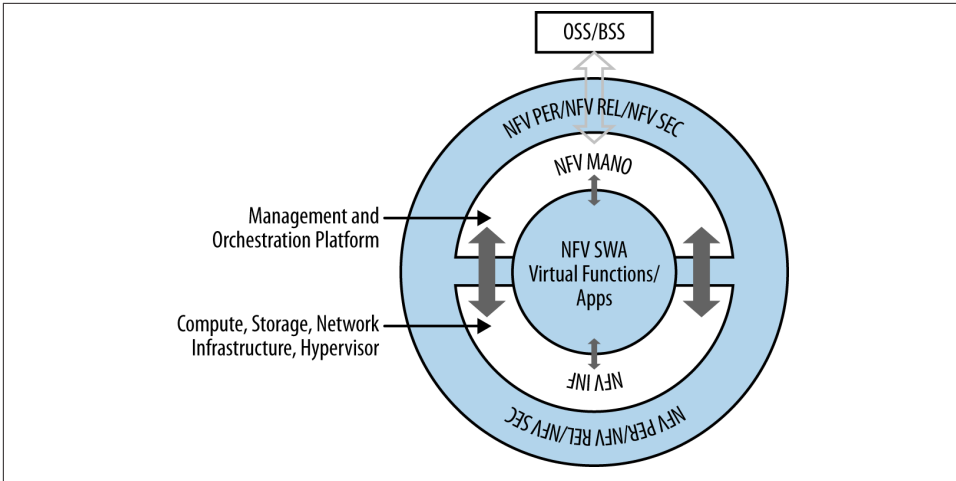 OSS/BSS
NFV PER/NFV REL/NFV SEC
NFV MANO
Management and
Orchestration Platform
NFV SWA
Virtual Functions/
Apps
Compute, Storage, Network
Infrastructure, Hypervisor
NFV INF
NFV PER/NFV REL/NFV SEC